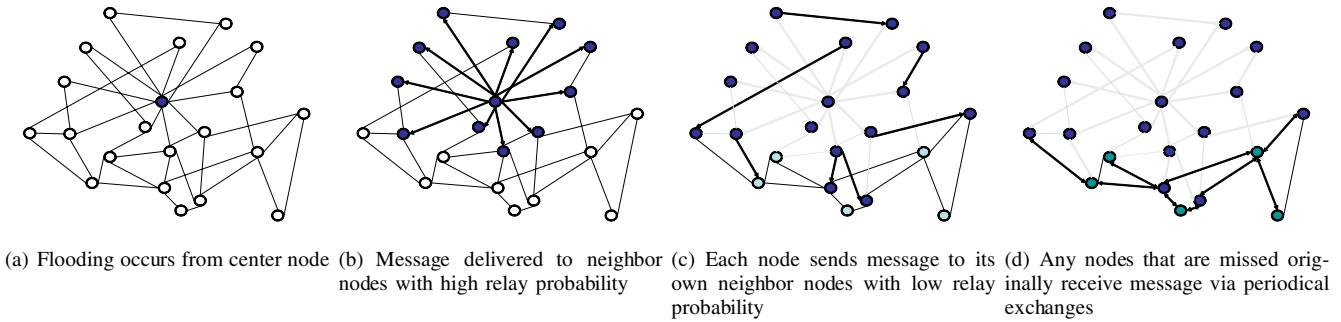 (a) Flooding occurs from center node
(b) Message delivered to neighbor
nodes with high relay probability
(c) Each node sends message to its
own neighbor nodes with low relay
probability
(d) Any nodes that are missed orig-
inally receive message via periodical
exchanges